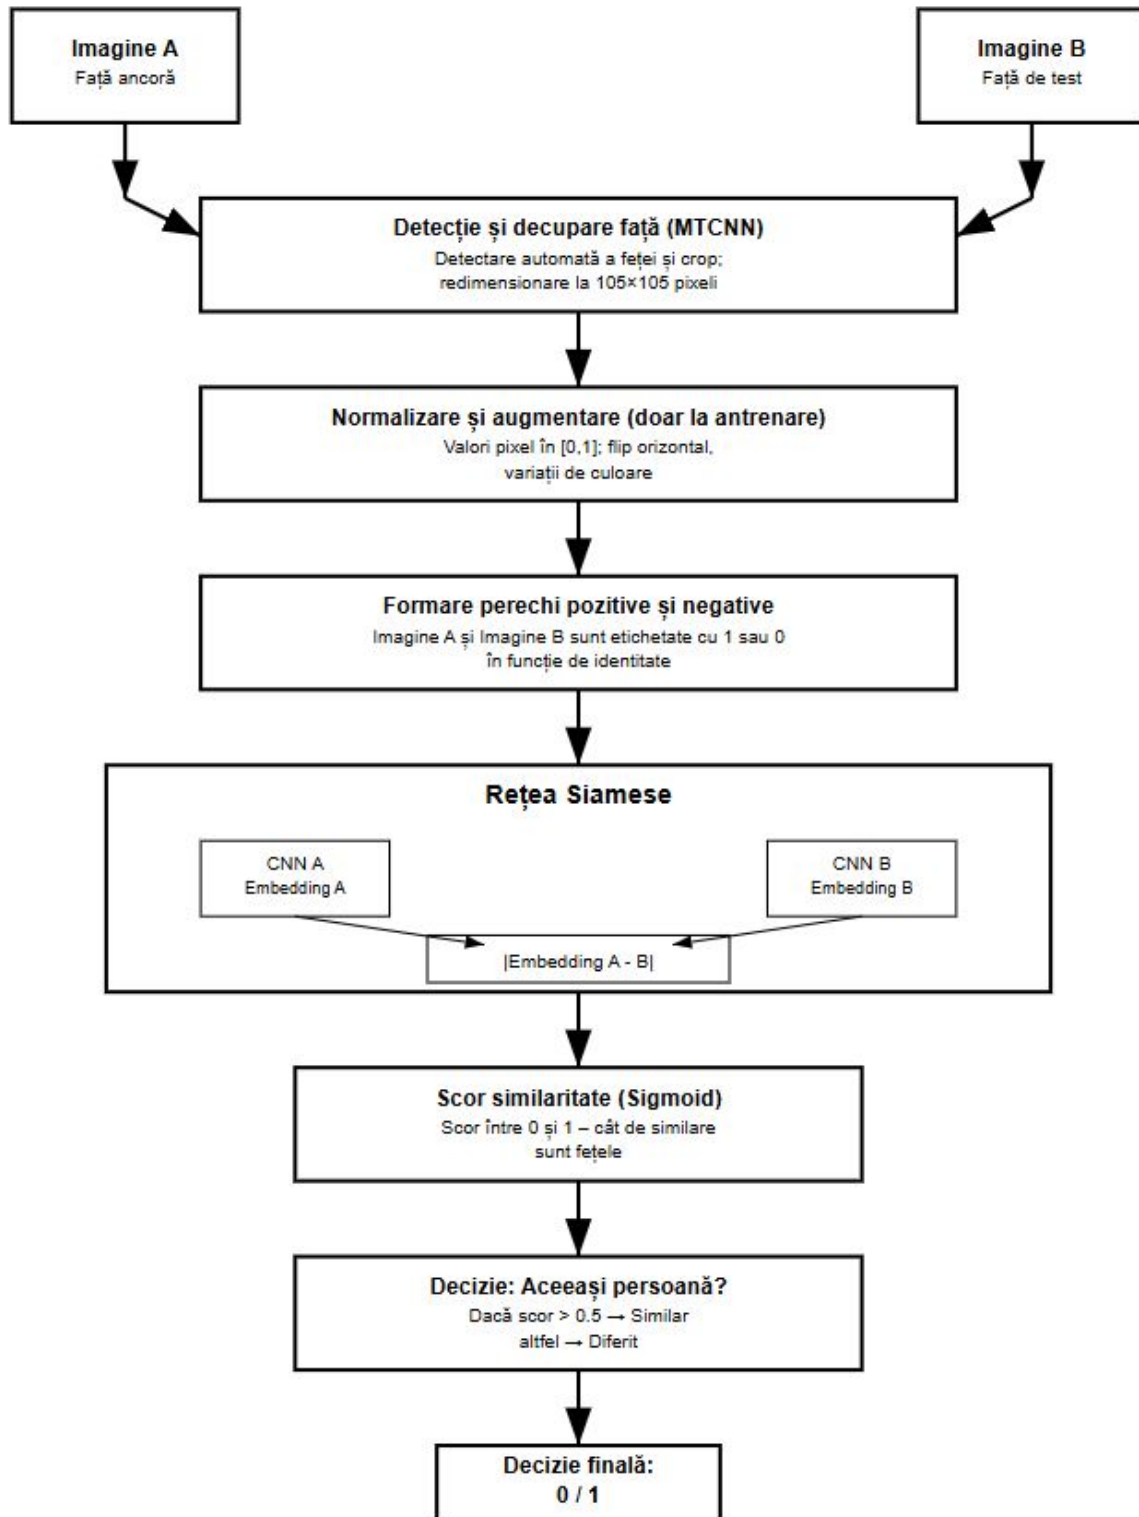 Imagine A
Față ancoră
Imagine B
Față de test
Detecție și decupare față (MTCNN)
Detectare automată a feței și crop;
redimensionare la 105×105 pixeli
Normalizare și augmentare (doar la antrenare)
Valori pixel în [0,1]; flip orizontal,
variații de culoare
Formare perechi pozitive și negative
Imagine A și Imagine B sunt etichetate cu 1 sau 0
în funcție de identitate
Rețea Siamese
CNN A
Embedding A
CNN B
Embedding B
|Embedding A - B|
Scor similaritate (Sigmoid)
Scor între 0 și 1 – cât de similare
sunt fețele
Decizie: Aceeași persoană?
Dacă scor > 0.5 → Similar
altfel → Diferit
Decizie finală:
0 / 1